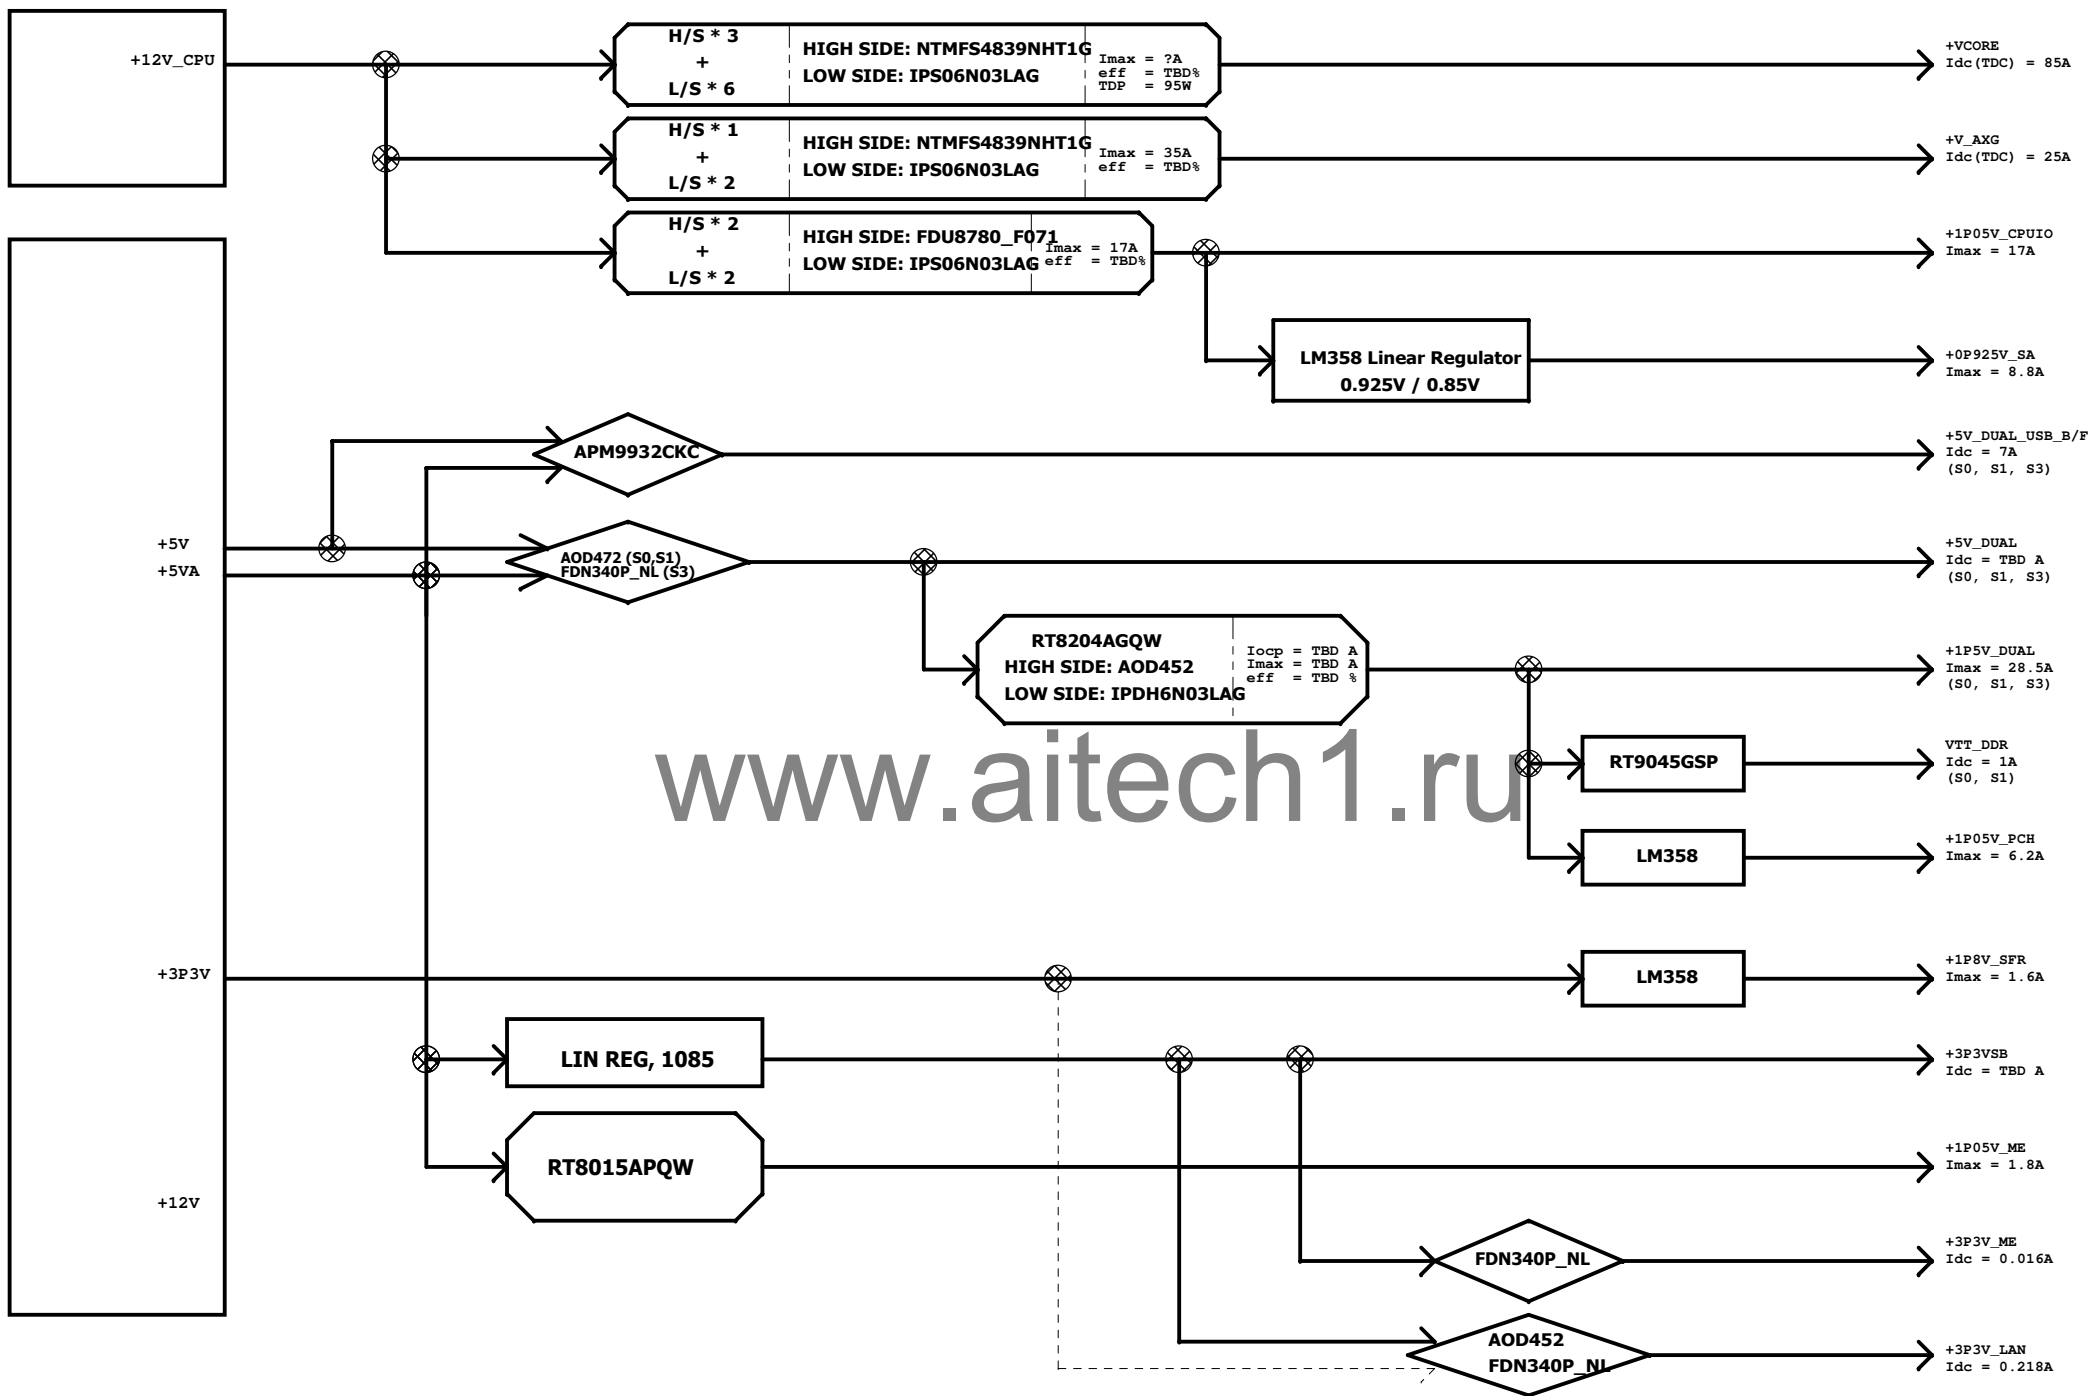 +12V_CPU
H/S * 3
+
L/S * 6
HIGH SIDE: NTMFS4839NHT1G
LOW SIDE: IPS06N03LAG
Imax = ?A
eff = TBD%
TDP = 95W
+VCORE
Idc(TDC) = 85A
H/S * 1
+
L/S * 2
HIGH SIDE: NTMFS4839NHT1G
LOW SIDE: IPS06N03LAG
Imax = 35A
eff = TBD%
+V_AXG
Idc(TDC) = 25A
H/S * 2
+
L/S * 2
HIGH SIDE: FDU8780_F071
LOW SIDE: IPS06N03LAG
Imax = 17A
eff = TBD%
+1P05V_CPUIO
Imax = 17A
LM358 Linear Regulator
0.925V / 0.85V
+0P925V_SA
Imax = 8.8A
APM9932CKC
+5V_DUAL_USB_B/F
Idc = 7A
(S0, S1, S3)
+5V
+5VA
AOD472 (S0,S1)
FDN340P_NL (S3)
+5V_DUAL
Idc = TBD A
(S0, S1, S3)
RT8204AGQW
HIGH SIDE: AOD452
LOW SIDE: IPDH6N03LAG
Iocp = TBD A
Imax = TBD A
eff = TBD %
+1P5V_DUAL
Imax = 28.5A
(S0, S1, S3)
www.aitech1.ru
RT9045GSP
VTT_DDR
Idc = 1A
(S0, S1)
LM358
+1P05V_PCH
Imax = 6.2A
+3P3V
LM358
+1P8V_SFR
Imax = 1.6A
LIN REG, 1085
+3P3VSB
Idc = TBD A
RT8015APQW
+1P05V_ME
Imax = 1.8A
+12V
FDN340P_NL
+3P3V_ME
Idc = 0.016A
AOD452
FDN340P_NL
+3P3V_LAN
Idc = 0.218A